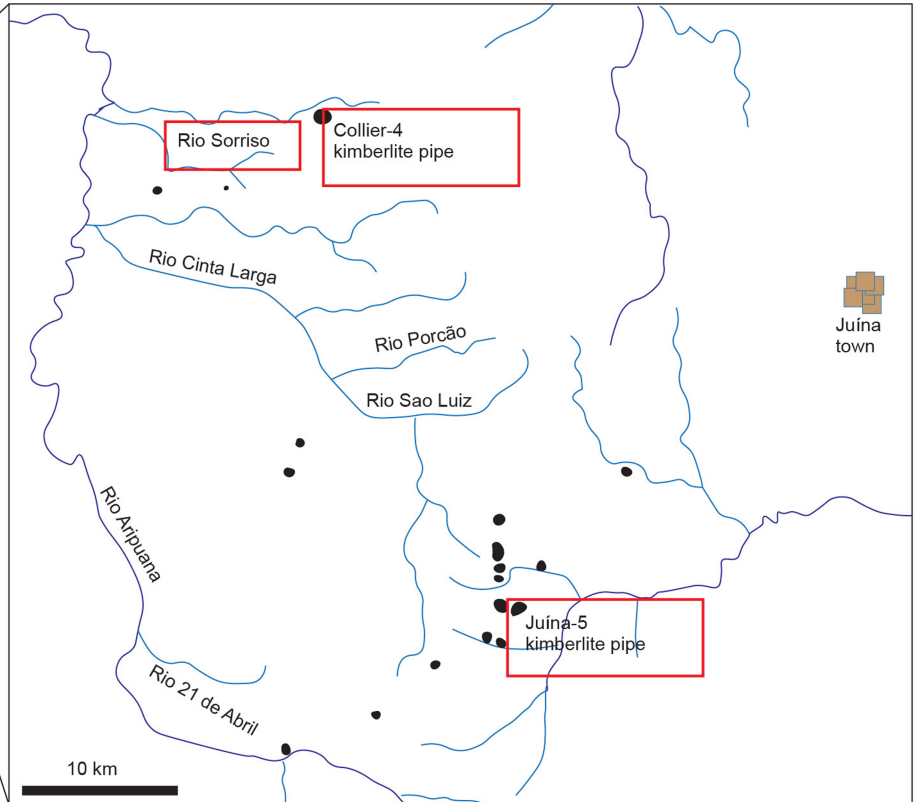 Rio Sorriso
Collier-4
kimberlite pipe
Rio Cinta Larga
Juína
town
Rio Porcão
Rio Sao Luiz
Rio Aripuana
Juína-5
kimberlite pipe
Rio 21 de Abril
10 km